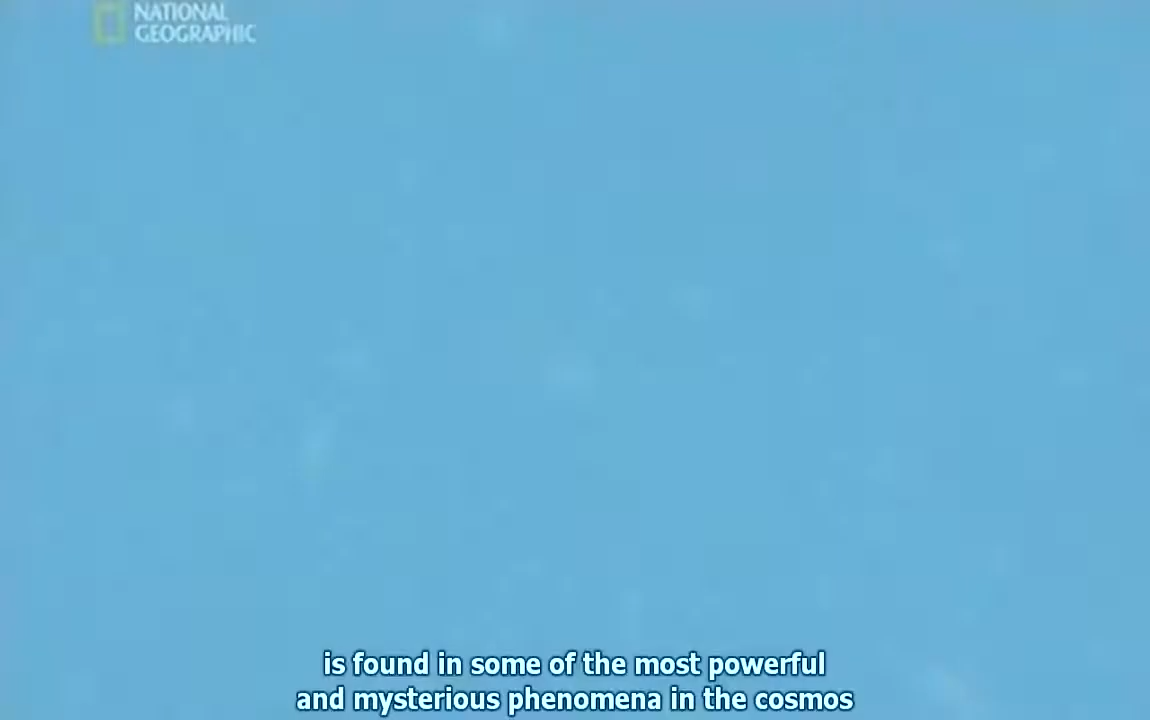 NATIONAL
GEOGRAPHIC
is found in some of the most powerful
and mysterious phenomena in the cosmos